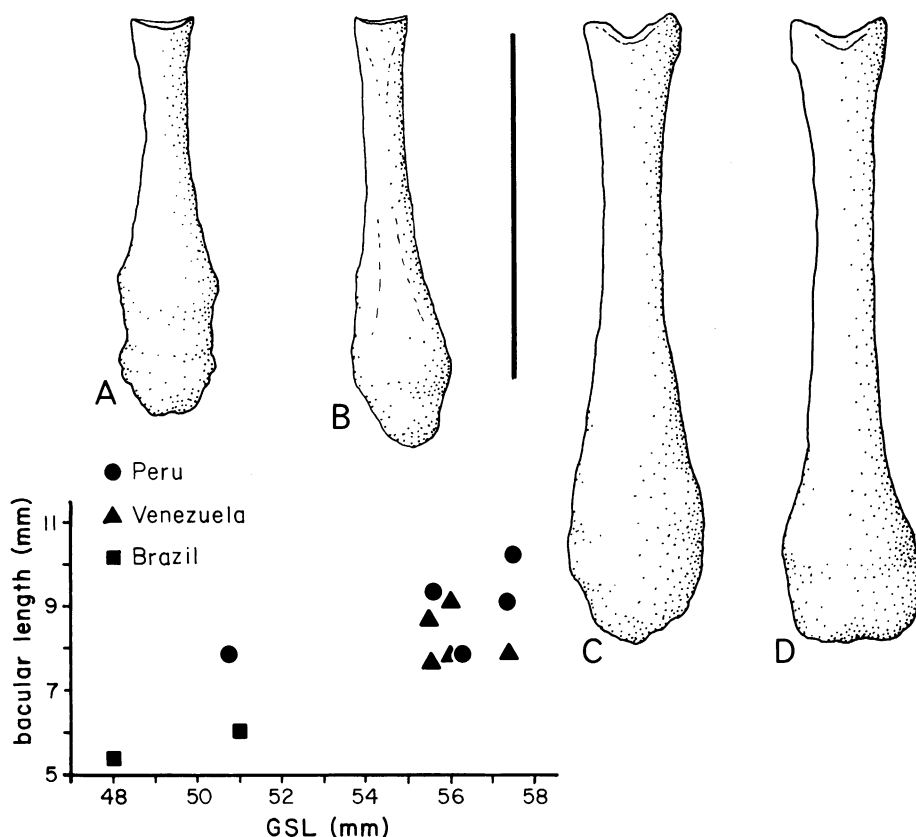 A
B
C
D
Peru
Venezuela
Brazil
bacular length (mm)
11
9
7
5
48 50 52 54 56 58
GSL (mm)